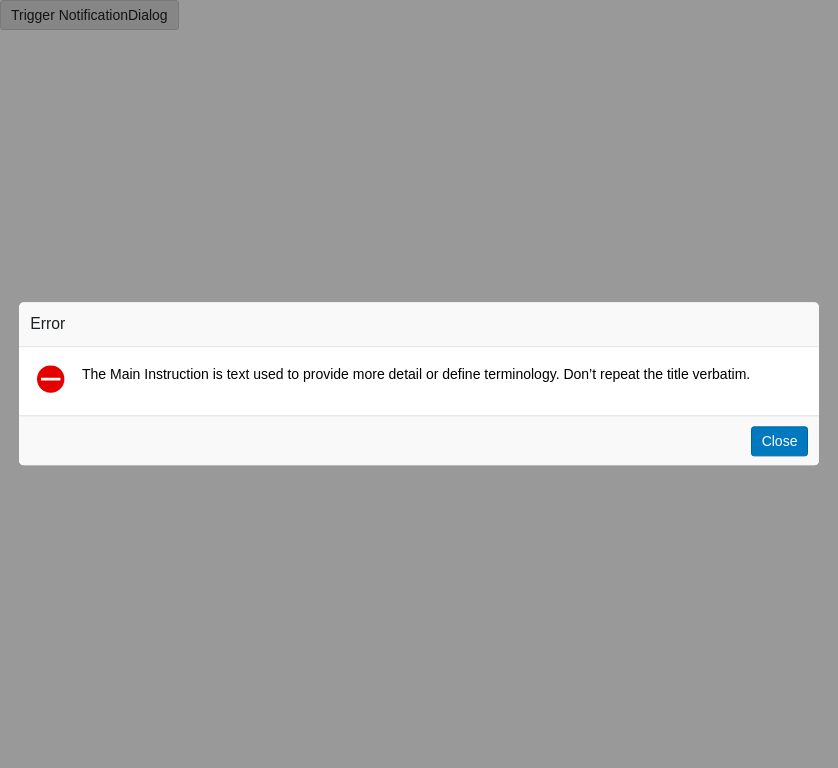 Trigger NotificationDialog
Error
The Main Instruction is text used to provide more detail or define terminology. Don’t repeat the title verbatim.
Close